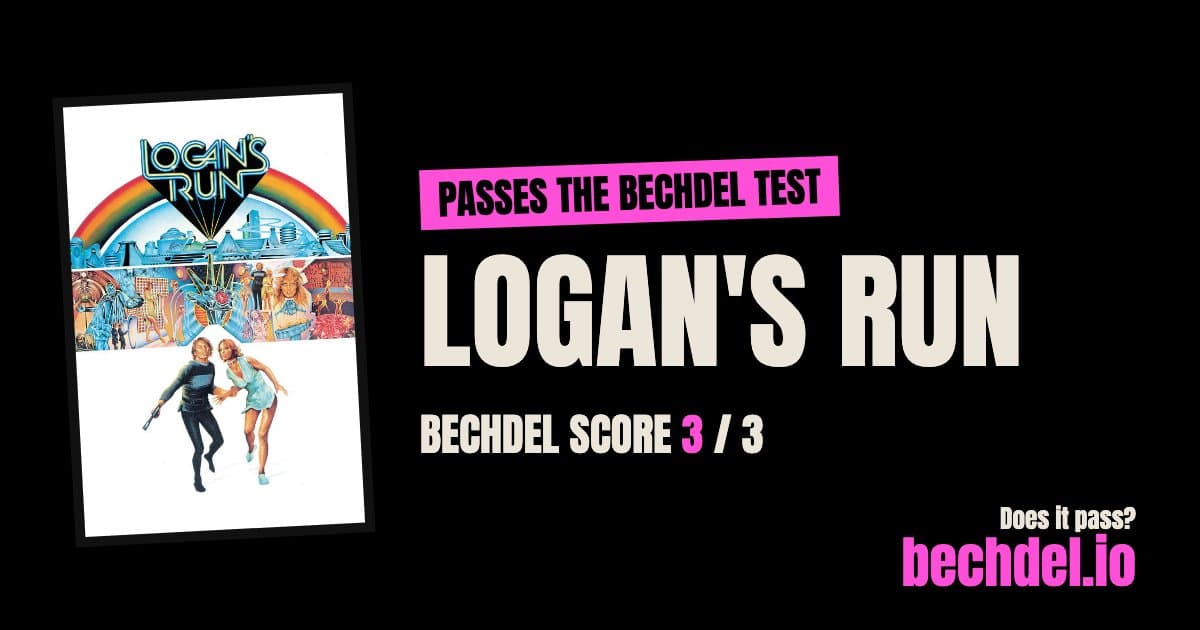 LOGAN'S
RUN
PASSES THE BECHDEL TEST
LOGAN'S RUN
BECHDEL SCORE 3 / 3
Does it pass?
bechdel.io